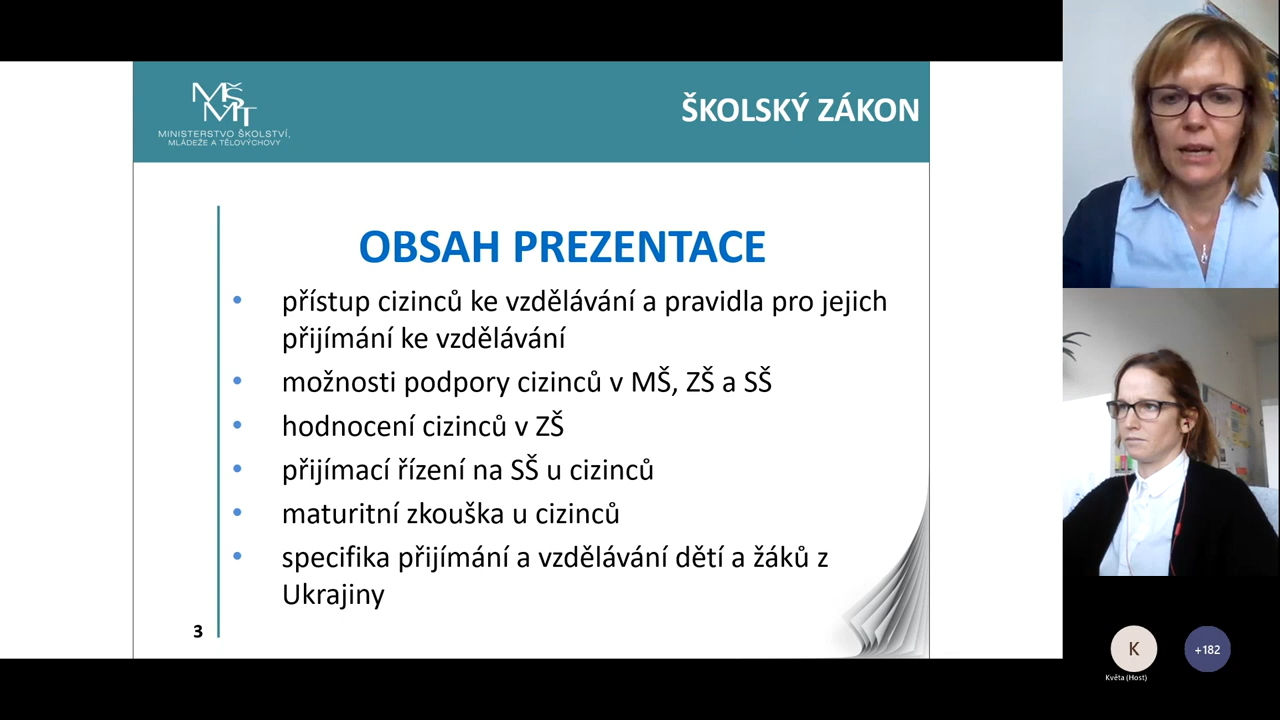 MŠ
MT
MINISTERSTVO ŠKOLSTVÍ,
MLÁDEŽE A TĚLOVÝCHOVY
ŠKOLSKÝ ZÁKON
OBSAH PREZENTACE
• přístup cizinců ke vzdělávání a pravidla pro jejich
přijímání ke vzdělávání
• možnosti podpory cizinců v MŠ, ZŠ a SŠ
• hodnocení cizinců v ZŠ
• přijímací řízení na SŠ u cizinců
• maturitní zkouška u cizinců
• specifika přijímání a vzdělávání dětí a žáků z
Ukrajiny
3
K
+182
Květa (Host)